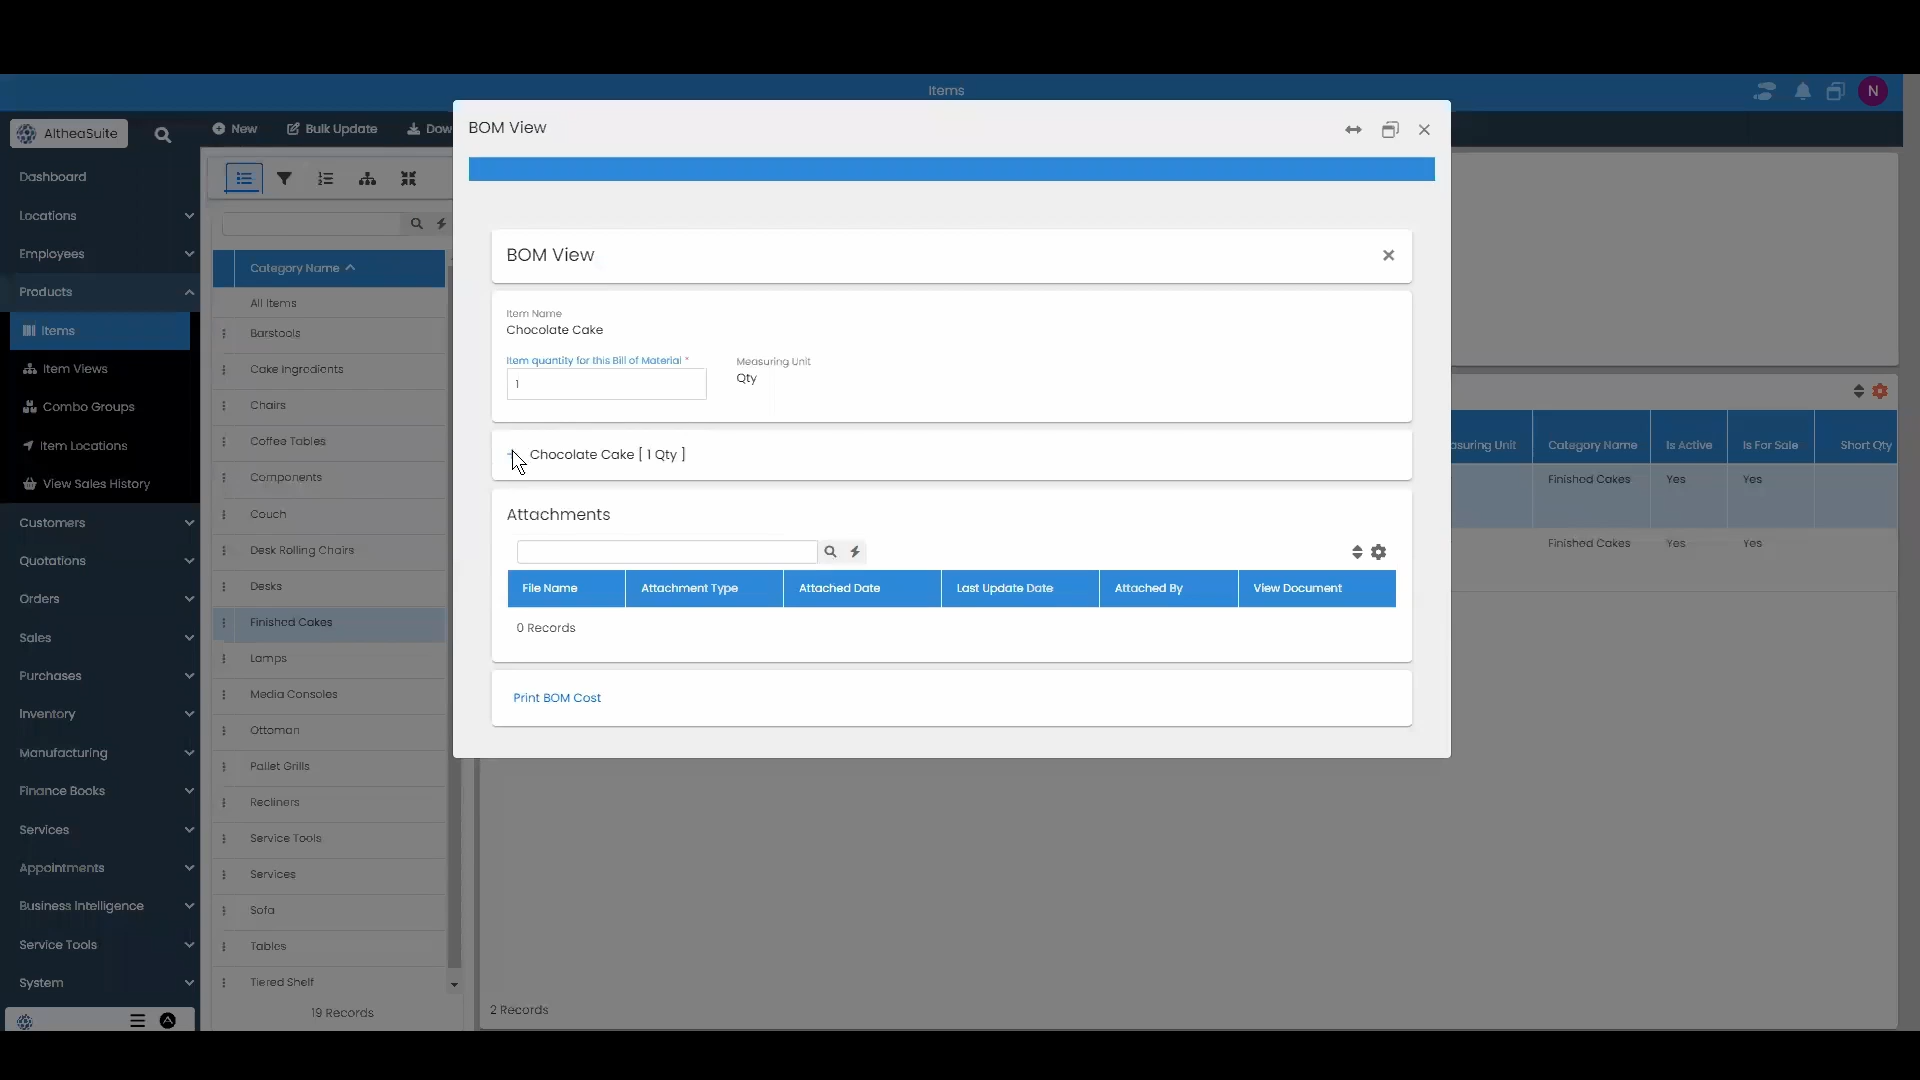 Items
N
AltheaSuite
New
Bulk Update
Dow
Dashboard
Locations
Employees
Products
Items
Item Views
Combo Groups
Item Locations
View Sales History
Customers
Quotations
Orders
Sales
Purchases
Inventory
Manufacturing
Finance Books
Services
Appointments
Business Intelligence
Service Tools
System
Category Name
All Items
Barstools
Cake Ingredients
Chairs
Coffee Tables
Components
Couch
Desk Rolling Chairs
Desks
Finished Cakes
Lamps
Media Consoles
Ottoman
Pallet Grills
Recliners
Service Tools
Services
Sofa
Tables
Tiered Shelf
19 Records
BOM View
BOM View
Item Name
Chocolate Cake
Item quantity for this Bill of Material *
1
Measuring Unit
Qty
Chocolate Cake [ 1 Qty ]
Attachments
File Name Attachment Type Attached Date Last Update Date Attached By View Document
0 Records
Print BOM Cost
asuring Unit Category Name Is Active Is For Sale Short Qty
Finished Cakes Yes Yes
Finished Cakes Yes Yes
2 Records